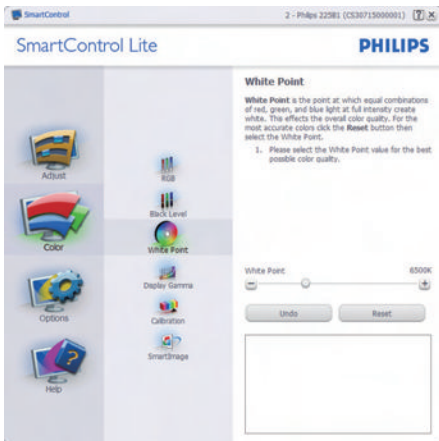 SmartControl
2 - Philips 225B1 (CS30715000001)
SmartControl Lite
PHILIPS
Adjust
Color
Options
Help
RGB
Black Level
White Point
Display Gamma
Calibration
SmartImage
White Point
White Point is the point at which equal combinations
of red, green, and blue light at full intensity create
white. This effects the overall color quality. For the
most accurate colors click the Reset button then
select the White Point.
1. Please select the White Point value for the best
possible color quality.
White Point 6500K
Undo Reset